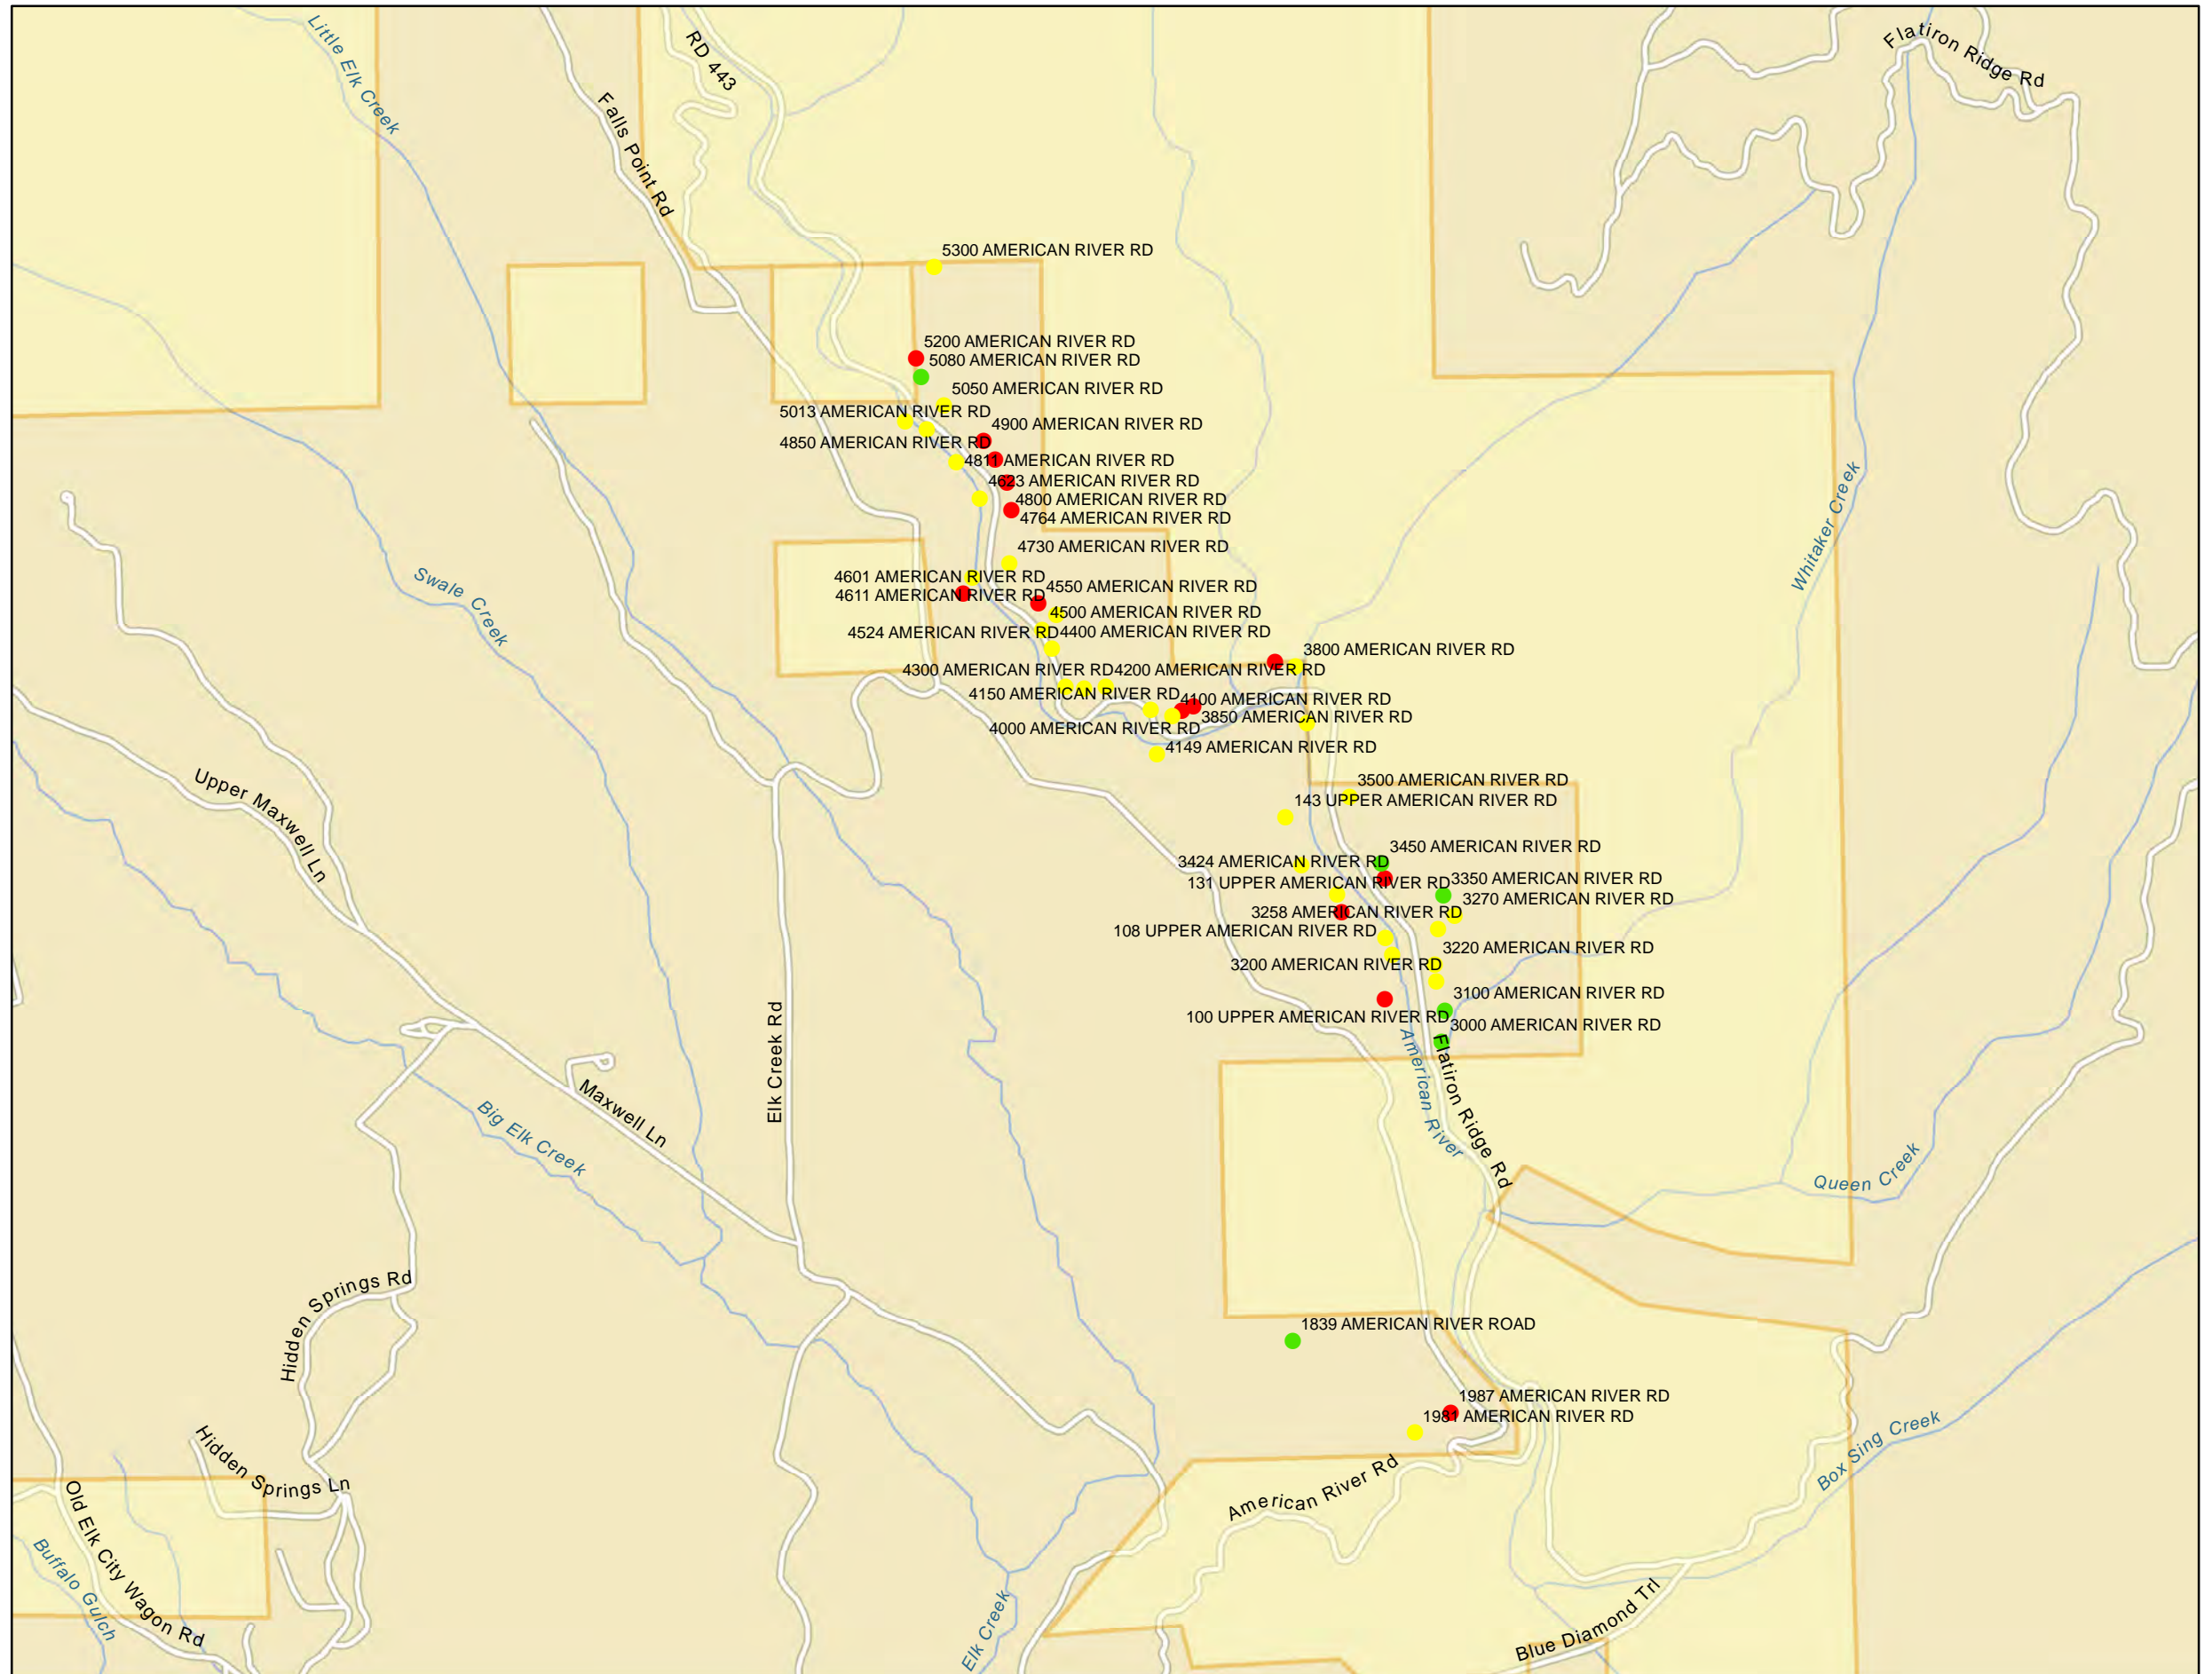 Little Elk Creek
RD 443
Flatiron Ridge Rd
Falls Point Rd
5300 AMERICAN RIVER RD
5200 AMERICAN RIVER RD
5080 AMERICAN RIVER RD
5050 AMERICAN RIVER RD
5013 AMERICAN RIVER RD
4900 AMERICAN RIVER RD
4850 AMERICAN RIVER RD
4811 AMERICAN RIVER RD
4623 AMERICAN RIVER RD
4800 AMERICAN RIVER RD
4764 AMERICAN RIVER RD
Whitaker Creek
4730 AMERICAN RIVER RD
Swale Creek
4601 AMERICAN RIVER RD
4550 AMERICAN RIVER RD
4611 AMERICAN RIVER RD
4500 AMERICAN RIVER RD
4524 AMERICAN RIVER RD
4400 AMERICAN RIVER RD
3800 AMERICAN RIVER RD
4300 AMERICAN RIVER RD
4200 AMERICAN RIVER RD
4150 AMERICAN RIVER RD
4100 AMERICAN RIVER RD
3850 AMERICAN RIVER RD
4000 AMERICAN RIVER RD
4149 AMERICAN RIVER RD
3500 AMERICAN RIVER RD
143 UPPER AMERICAN RIVER RD
Upper Maxwell Ln
3450 AMERICAN RIVER RD
3424 AMERICAN RIVER RD
3350 AMERICAN RIVER RD
131 UPPER AMERICAN RIVER RD
3270 AMERICAN RIVER RD
3258 AMERICAN RIVER RD
108 UPPER AMERICAN RIVER RD
3220 AMERICAN RIVER RD
3200 AMERICAN RIVER RD
3100 AMERICAN RIVER RD
100 UPPER AMERICAN RIVER RD
3000 AMERICAN RIVER RD
Elk Creek Rd
American River
Flatiron Ridge Rd
Maxwell Ln
Big Elk Creek
Queen Creek
Hidden Springs Rd
1839 AMERICAN RIVER ROAD
1987 AMERICAN RIVER RD
1981 AMERICAN RIVER RD
Box Sing Creek
Hidden Springs Ln
American River Rd
Old Elk City Wagon Rd
Buffalo Gulch
Elk Creek
Blue Diamond Trl